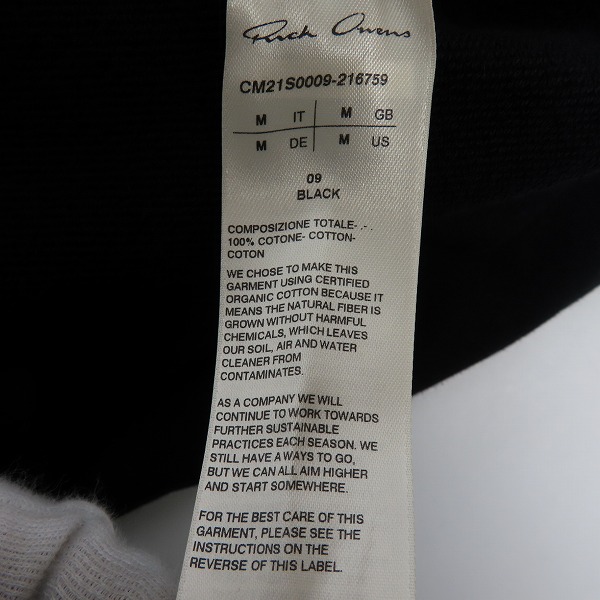 Rick Owens
CM21S0009-216759
M IT M GB
M DE M US
09
BLACK
COMPOSIZIONE TOTALE- .- .
100% COTONE- COTTON-
COTON
WE CHOSE TO MAKE THIS
GARMENT USING CERTIFIED
ORGANIC COTTON BECAUSE IT
MEANS THE NATURAL FIBER IS
GROWN WITHOUT HARMFUL
CHEMICALS, WHICH LEAVES
OUR SOIL, AIR AND WATER
CLEANER FROM
CONTAMINATES.
AS A COMPANY WE WILL
CONTINUE TO WORK TOWARDS
FURTHER SUSTAINABLE
PRACTICES EACH SEASON. WE
STILL HAVE A WAYS TO GO,
BUT WE CAN ALL AIM HIGHER
AND START SOMEWHERE.
FOR THE BEST CARE OF THIS
GARMENT, PLEASE SEE THE
INSTRUCTIONS ON THE
REVERSE OF THIS LABEL.